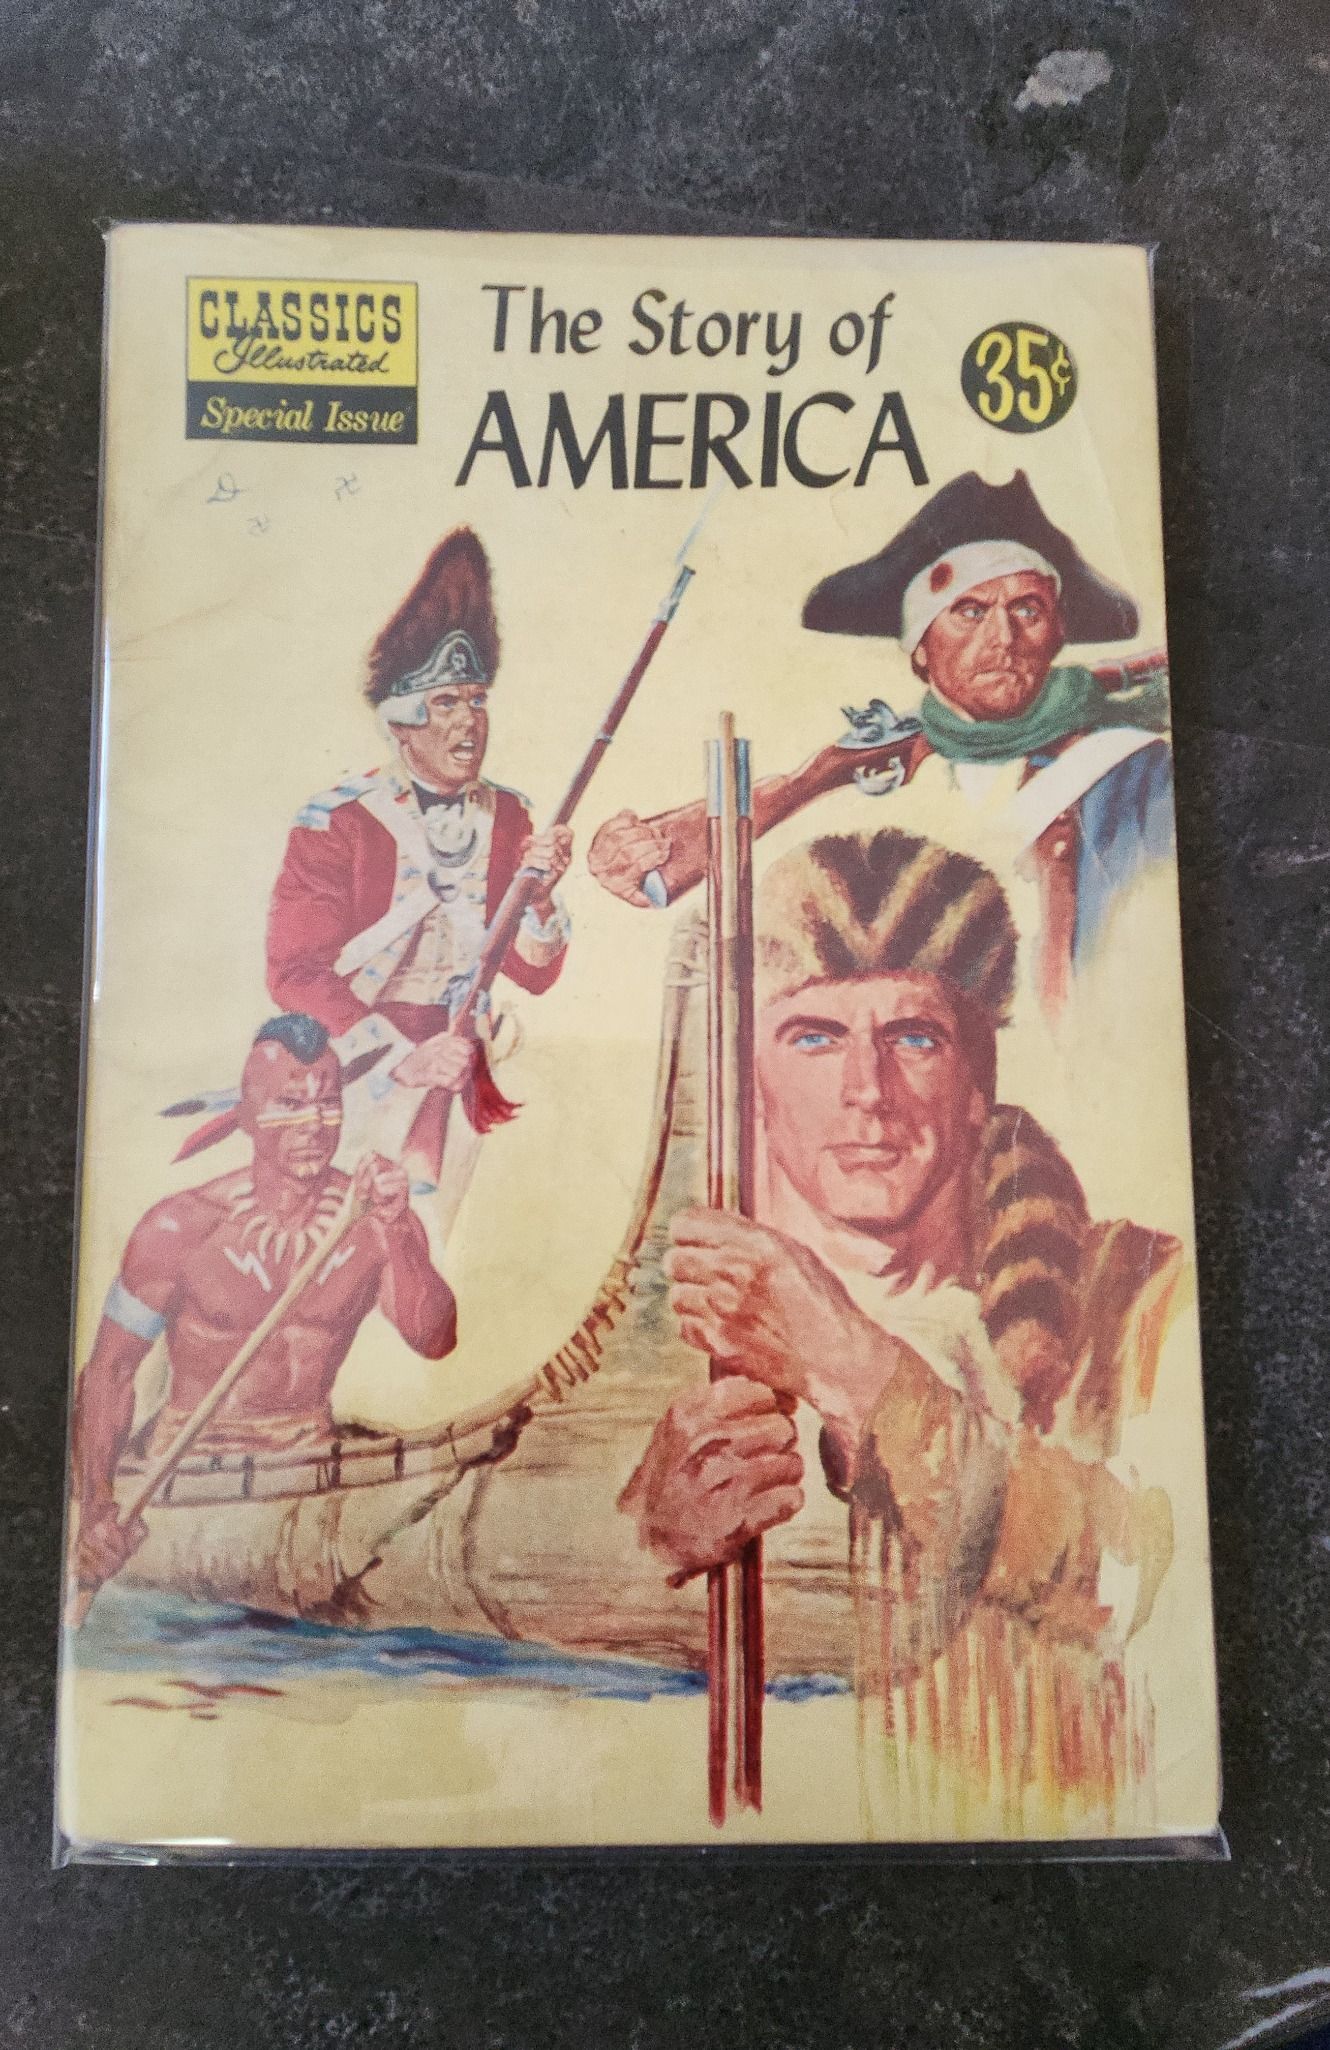 CLASSICS
Illustrated
Special Issue
The Story of
AMERICA
35¢
D